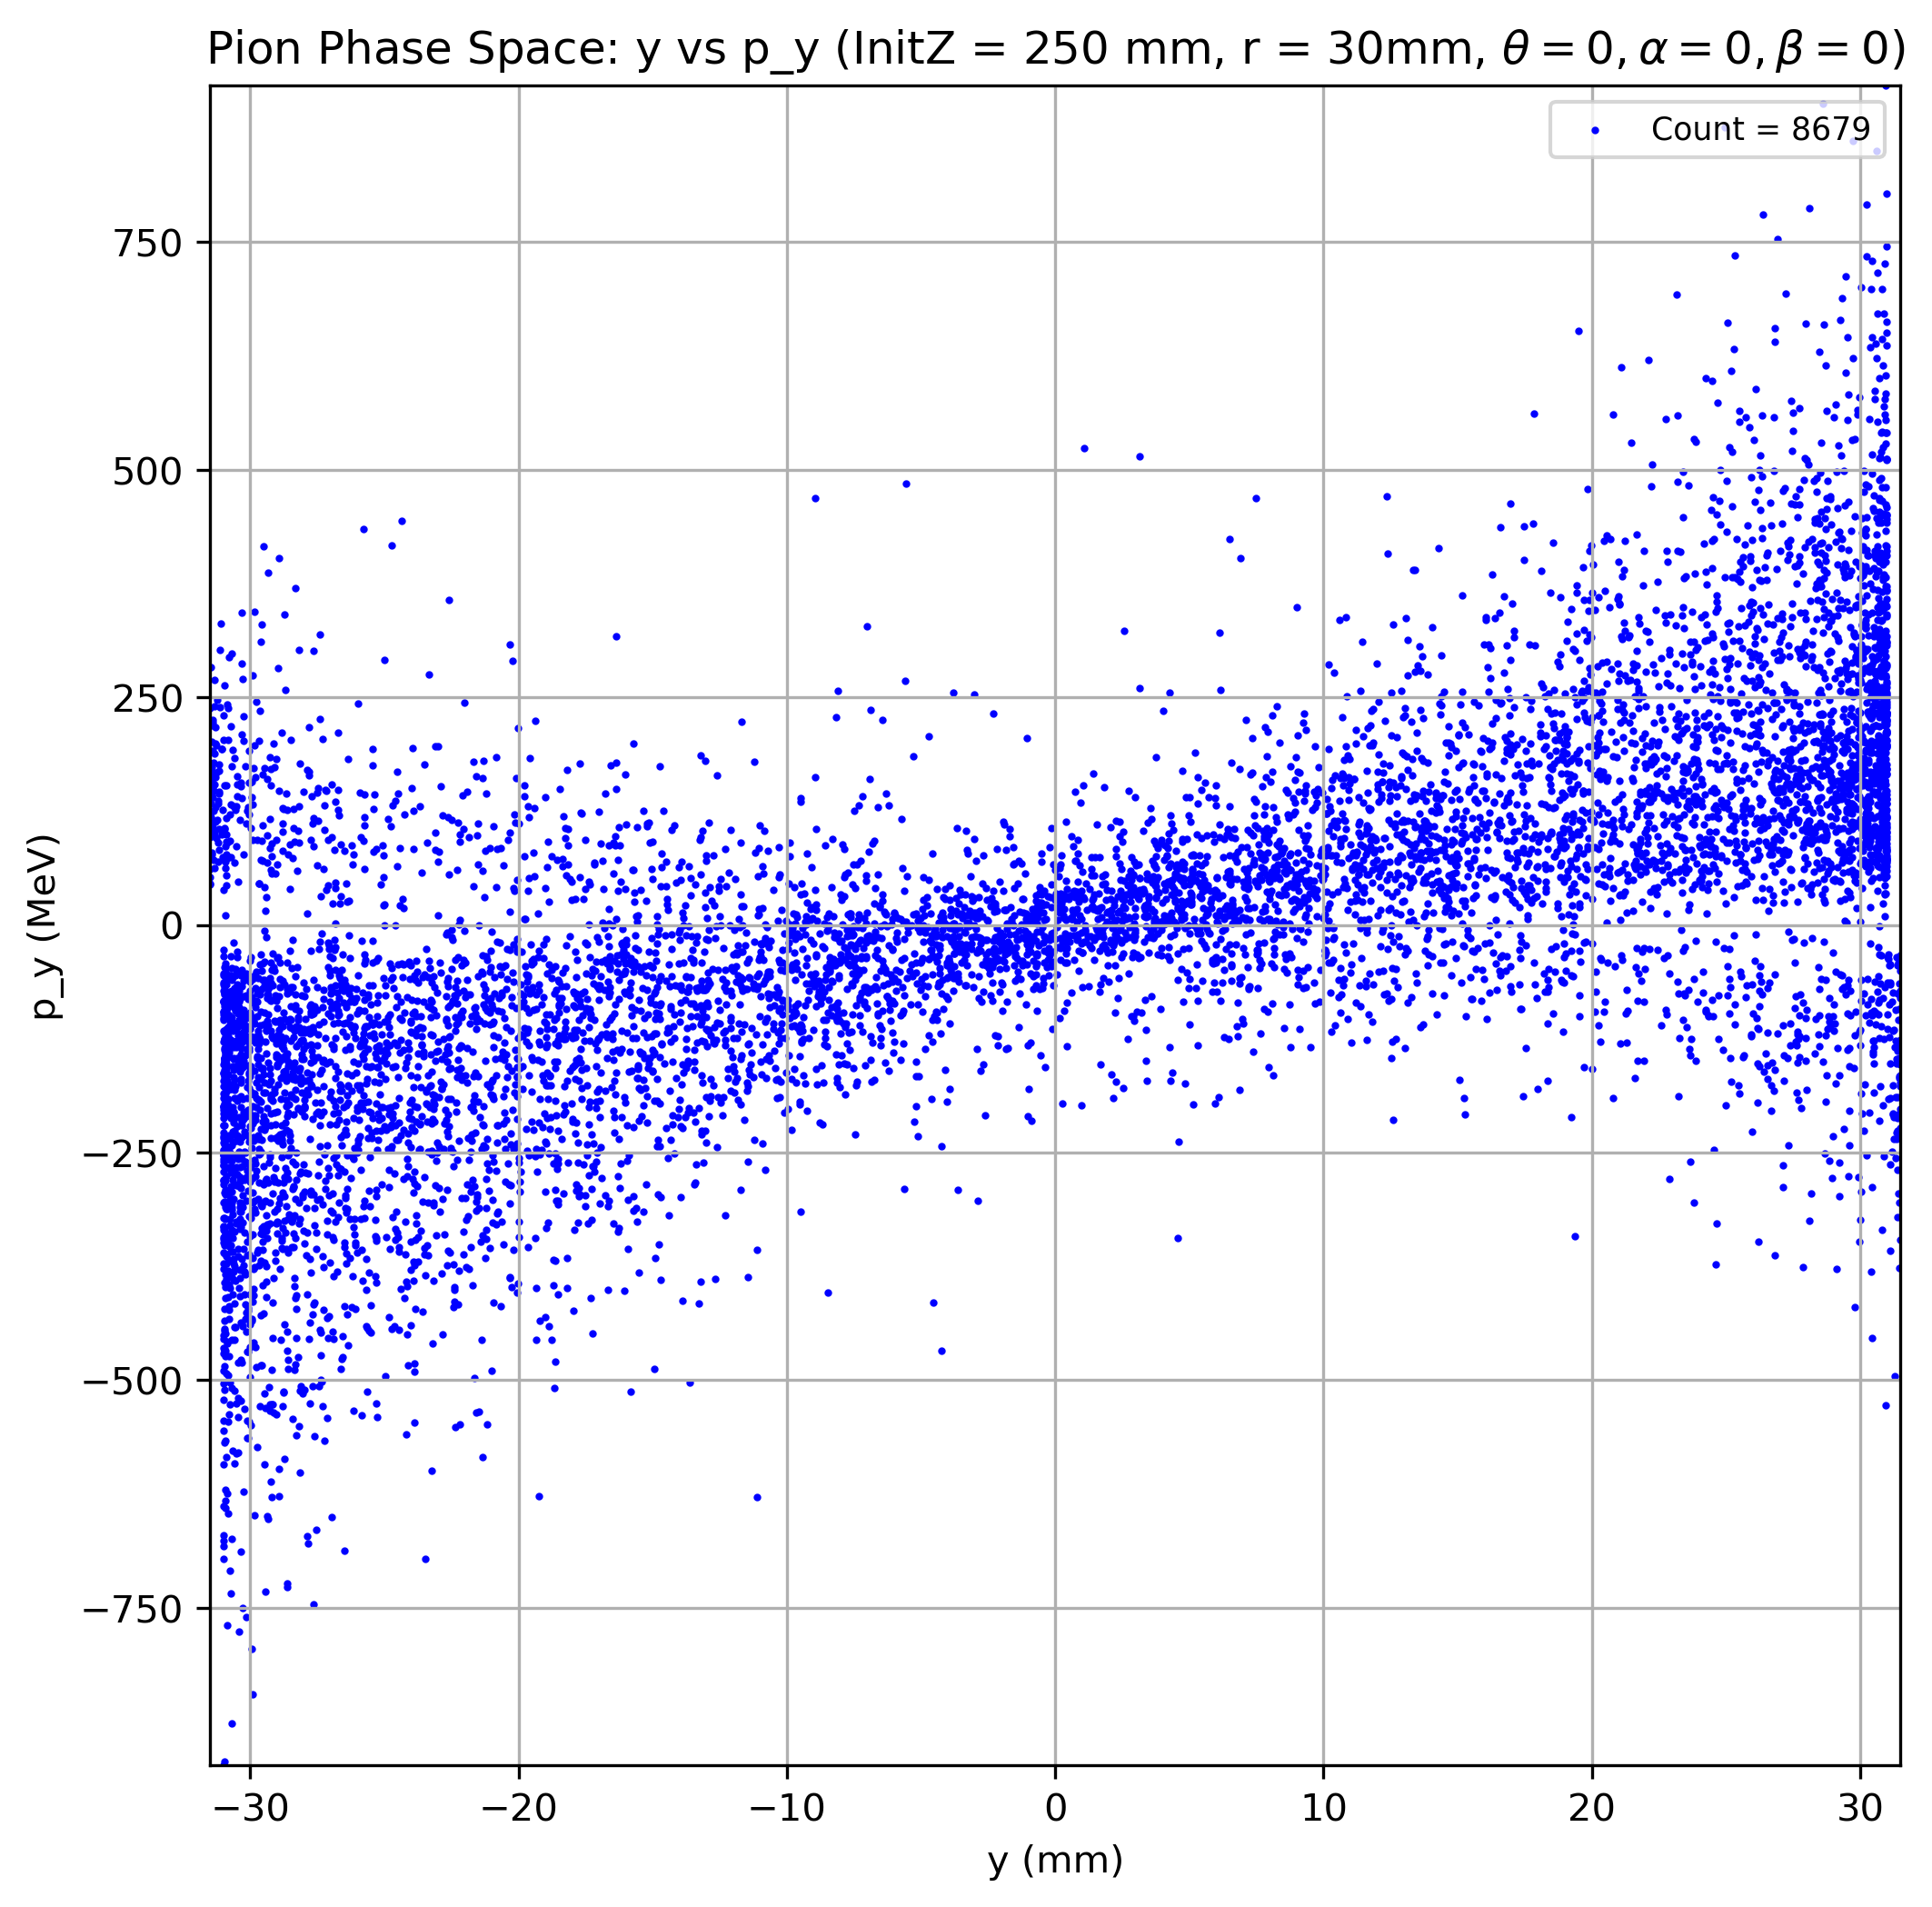 Pion Phase Space: y vs p_y (InitZ = 250 mm, r = 30mm, θ = 0, α = 0, β = 0)
Count = 8679
750
500
250
0
−250
−500
−750
p_y (MeV)
−30 −20 −10 0 10 20 30
y (mm)